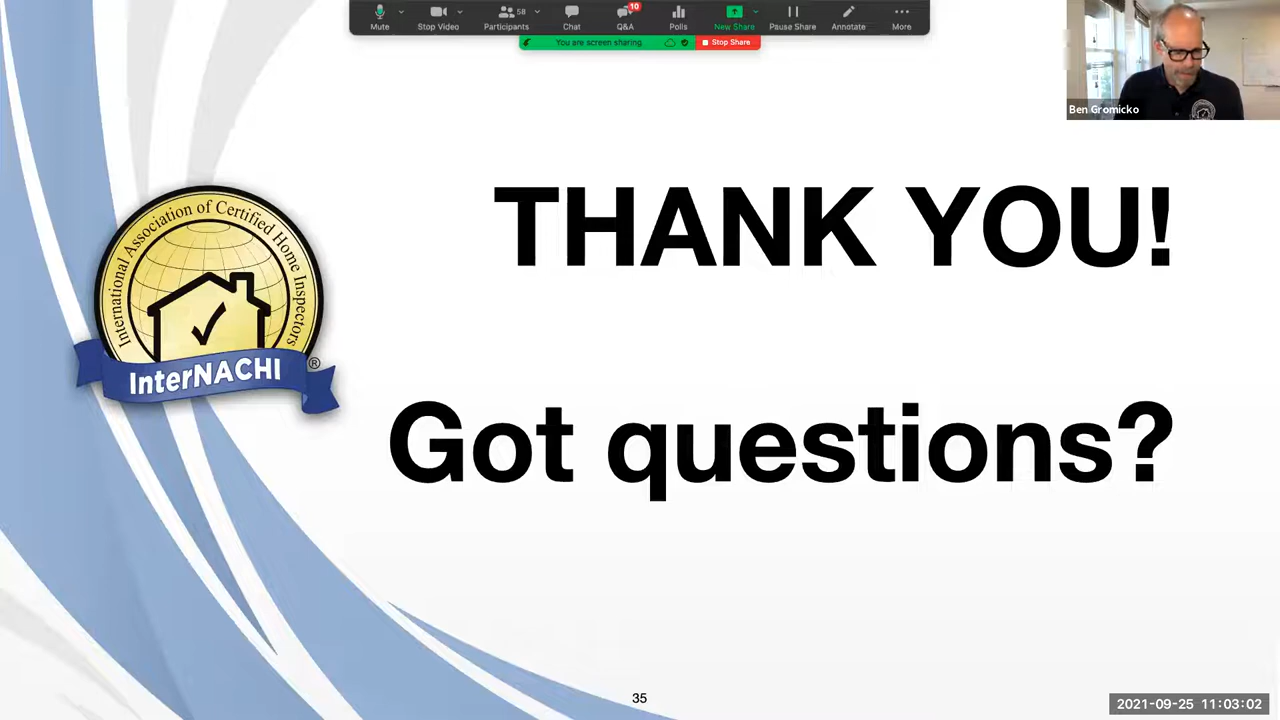 Mute
Stop Video
58
Participants
Chat
10
Q&A
Polls
New Share
Pause Share
Annotate
More
You are screen sharing
Stop Share
Ben Gromicko
THANK YOU!
International Association of Certified Home Inspectors
InterNACHI®
Got questions?
35
2021-09-25 11:03:02